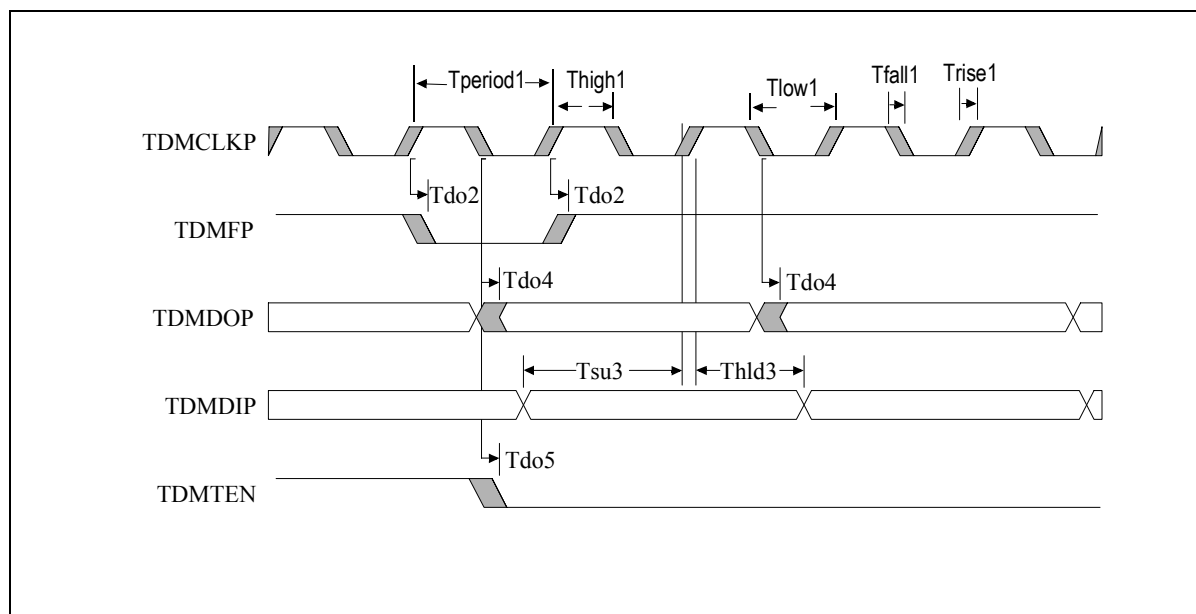 Tperiod1 Thigh1 Tlow1 Tfall1 Trise1
TDMCLKP
Tdo2 Tdo2
TDMFP
Tdo4 Tdo4
TDMDOP
Tsu3 Thld3
TDMDIP
Tdo5
TDMTEN